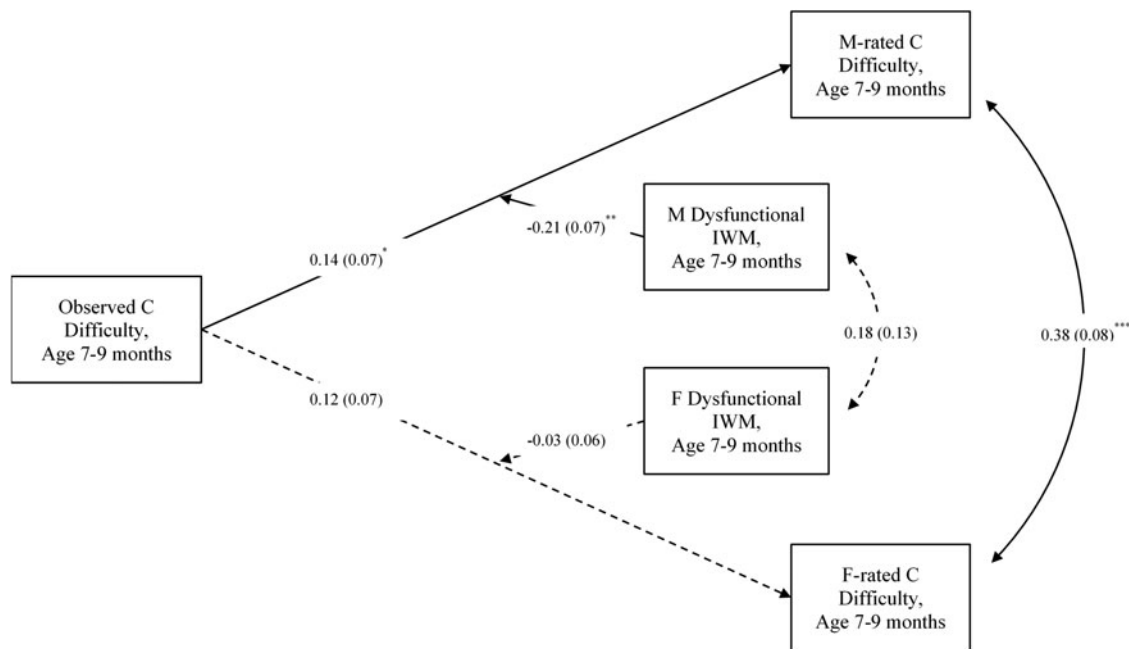 M-rated C
Difficulty,
Age 7-9 months
M Dysfunctional
IWM,
Age 7-9 months
-0.21 (0.07)**
0.14 (0.07)*
Observed C
Difficulty,
Age 7-9 months
0.18 (0.13)
0.38 (0.08)***
0.12 (0.07)
F Dysfunctional
IWM,
Age 7-9 months
-0.03 (0.06)
F-rated C
Difficulty,
Age 7-9 months